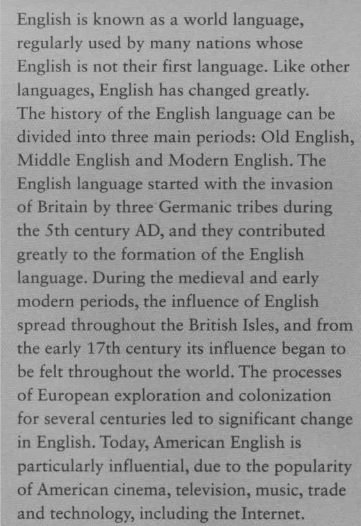 English is known as a world language,
regularly used by many nations whose
English is not their first language. Like other
languages, English has changed greatly.
The history of the English language can be
divided into three main periods: Old English,
Middle English and Modern English. The
English language started with the invasion
of Britain by three Germanic tribes during
the 5th century AD, and they contributed
greatly to the formation of the English
language. During the medieval and early
modern periods, the influence of English
spread throughout the British Isles, and from
the early 17th century its influence began to
be felt throughout the world. The processes
of European exploration and colonization
for several centuries led to significant change
in English. Today, American English is
particularly influential, due to the popularity
of American cinema, television, music, trade
and technology, including the Internet.